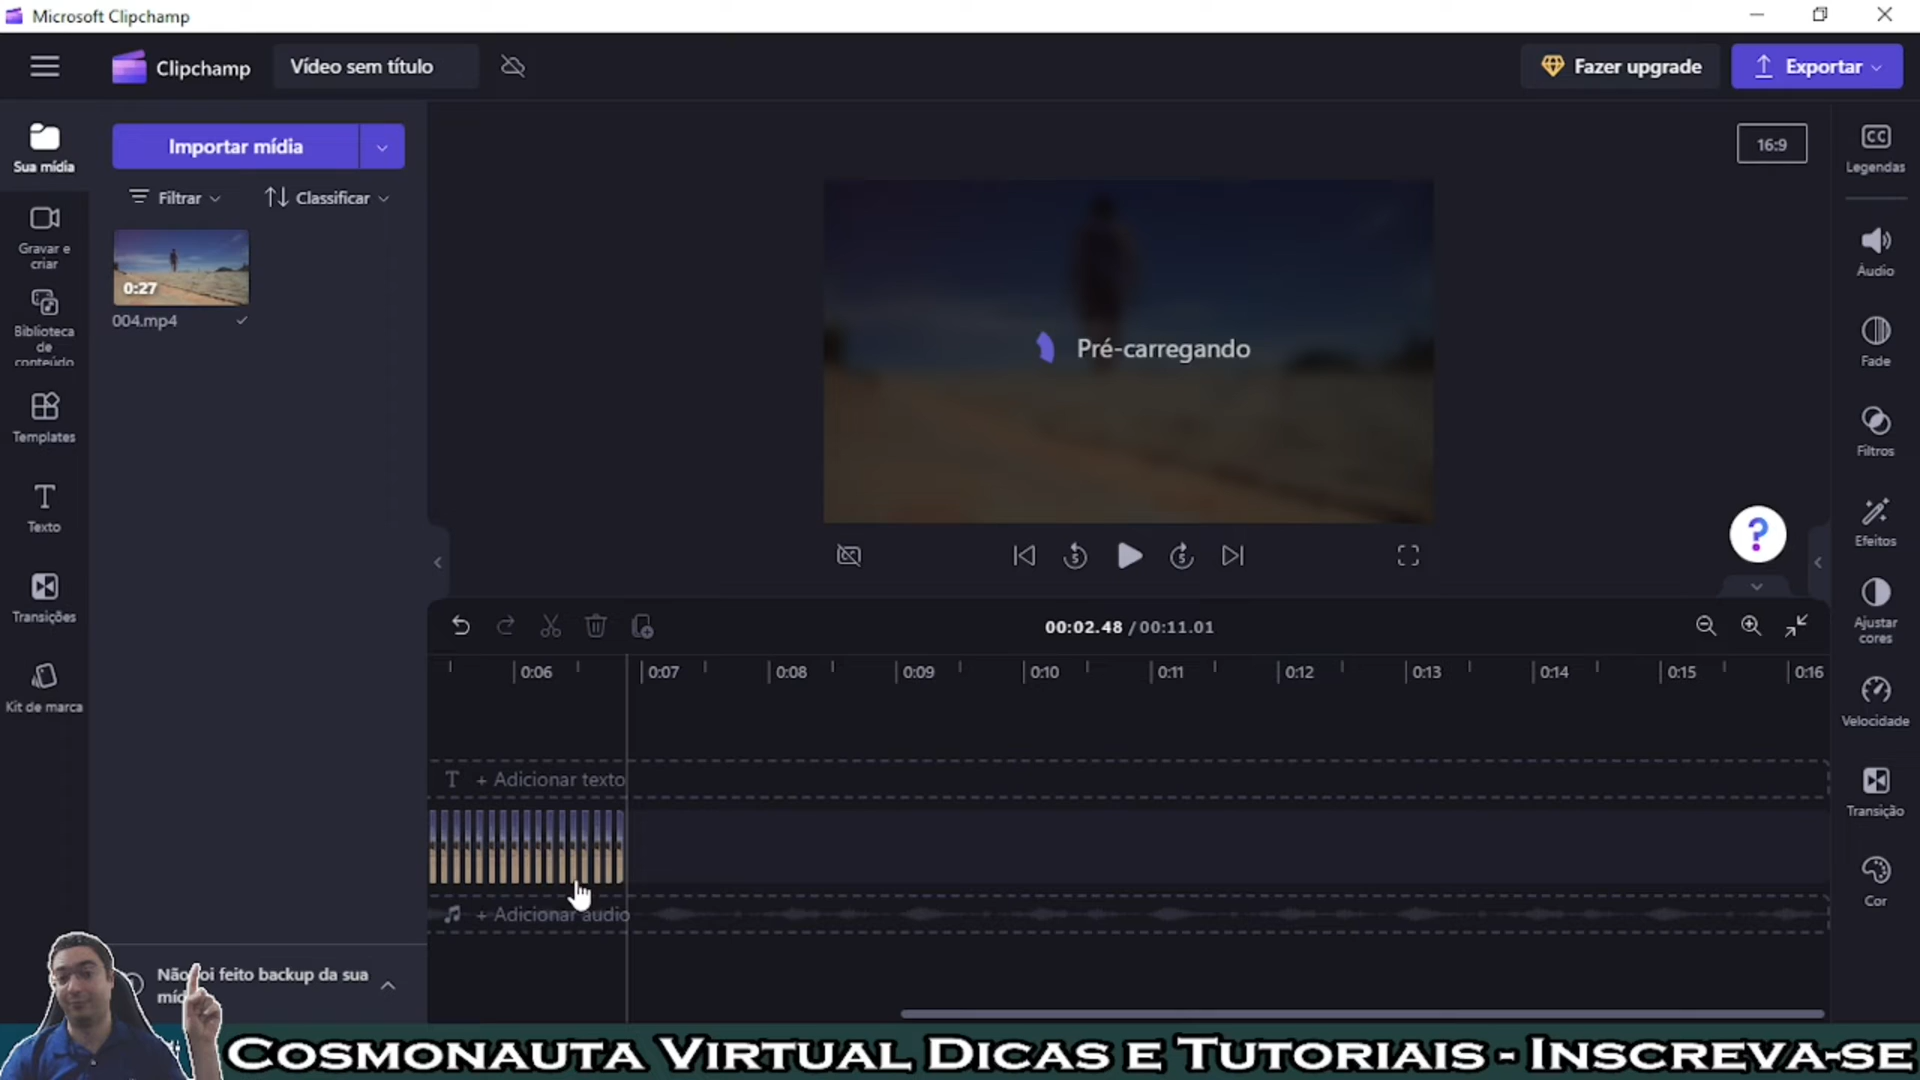 Microsoft Clipchamp
Clipchamp
Vídeo sem título
Fazer upgrade
Exportar
Sua mídia
Importar mídia
Filtrar
Classificar
0:27
004.mp4
Gravar e
criar
Biblioteca
de
conteúdo
Templates
Texto
Transições
Kit de marca
Pré-carregando
16:9
5
5
?
CC
Legendas
Áudio
Fade
Filtros
Efeitos
Ajustar
cores
Velocidade
Transição
Cor
00:02.48 / 00:11.01
0:06 0:07 0:08 0:09 0:10 0:11 0:12 0:13 0:14 0:15 0:16
T + Adicionar texto
+ Adicionar áudio
feito backup da sua
Cosmonauta Virtual Dicas e Tutoriais - Inscreva-se